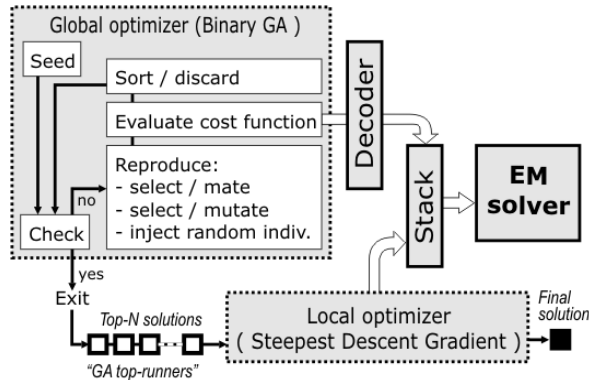 Global optimizer (Binary GA )
Seed
Sort / discard
Evaluate cost function
Reproduce:
- select / mate
- select / mutate
- inject random indiv.
no
Check
yes
Exit
Decoder
Stack
EM
solver
Top-N solutions
"GA top-runners"
Local optimizer
( Steepest Descent Gradient )
Final
solution